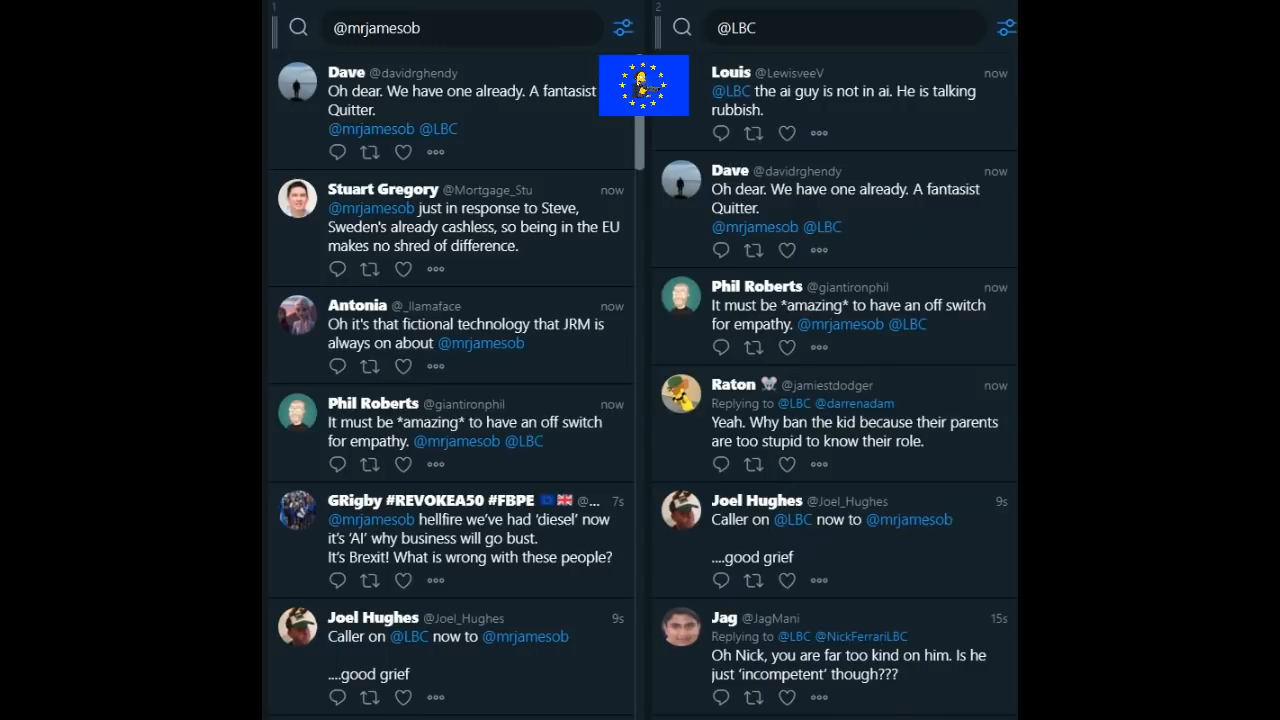 1
@mrjamesob
Dave @davidrghendy
Oh dear. We have one already. A fantasist
Quitter.
@mrjamesob @LBC
Stuart Gregory @Mortgage_Stu now
@mrjamesob just in response to Steve,
Sweden's already cashless, so being in the EU
makes no shred of difference.
Antonia @_llamaface now
Oh it's that fictional technology that JRM is
always on about @mrjamesob
Phil Roberts @giantironphil now
It must be *amazing* to have an off switch
for empathy. @mrjamesob @LBC
GRigby #REVOKEA50 #FBPE 🇪🇺 🇬🇧 @... 7s
@mrjamesob hellfire we've had 'diesel' now
it's 'AI' why business will go bust.
It's Brexit! What is wrong with these people?
Joel Hughes @Joel_Hughes 9s
Caller on @LBC now to @mrjamesob
....good grief
2
@LBC
Louis @LewisveeV now
@LBC the ai guy is not in ai. He is talking
rubbish.
Dave @davidrghendy now
Oh dear. We have one already. A fantasist
Quitter.
@mrjamesob @LBC
Phil Roberts @giantironphil now
It must be *amazing* to have an off switch
for empathy. @mrjamesob @LBC
Raton 🐭 @jamiestdodger now
Replying to @LBC @darrenadam
Yeah. Why ban the kid because their parents
are too stupid to know their role.
Joel Hughes @Joel_Hughes 9s
Caller on @LBC now to @mrjamesob
....good grief
Jag @JagMani 15s
Replying to @LBC @NickFerrariLBC
Oh Nick, you are far too kind on him. Is he
just 'incompetent' though???